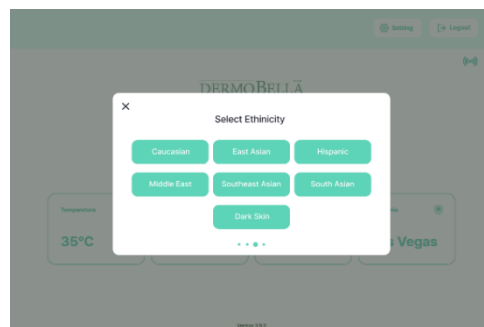 Setting
Logout
DERMOBELLA
Select Ethinicity
Caucasian
East Asian
Hispanic
Middle East
Southeast Asian
South Asian
Dark Skin
Temperature
35°C
Vegas